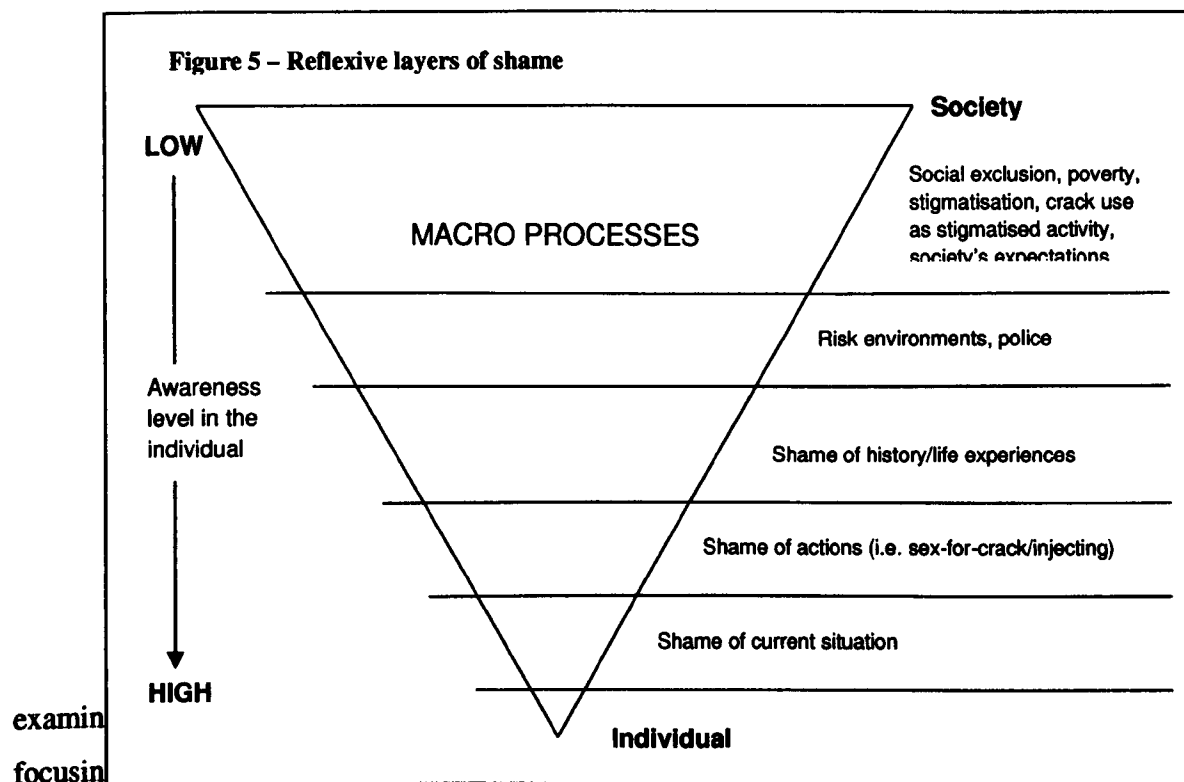 Figure 5 – Reflexive layers of shame
Society
LOW
Social exclusion, poverty,
stigmatisation, crack use
as stigmatised activity,
society's expectations
MACRO PROCESSES
Risk environments, police
Awareness
level in the
individual
Shame of history/life experiences
Shame of actions (i.e. sex-for-crack/injecting)
Shame of current situation
HIGH
Individual
examin
focusin